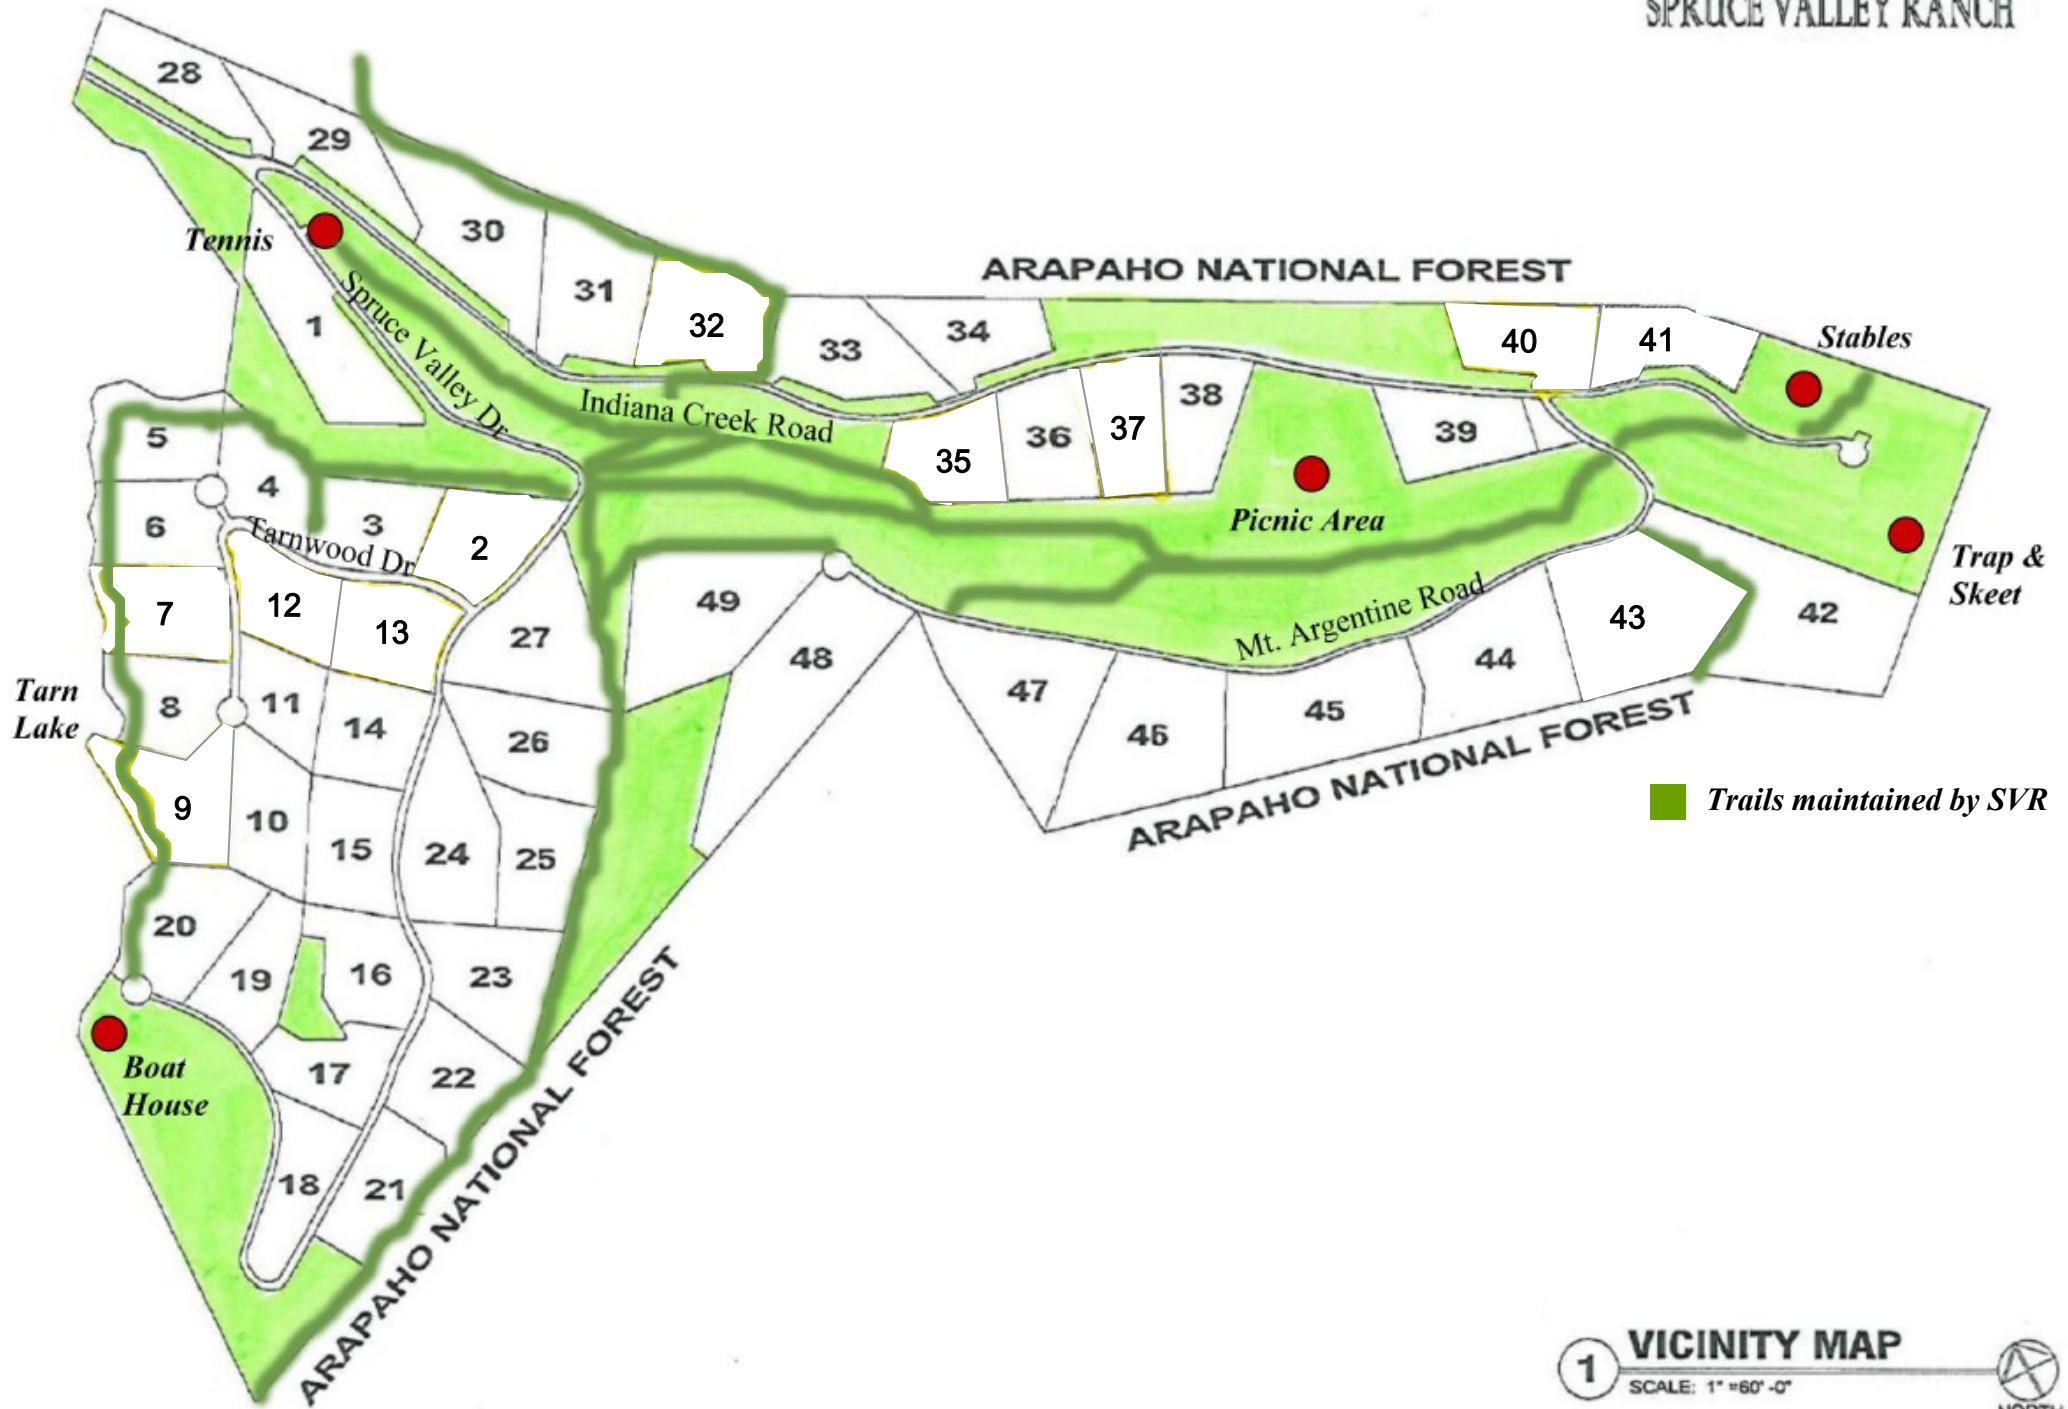 SPRUCE VALLEY RANCH
28
29
30
31
32
33
34
ARAPAHO NATIONAL FOREST
40
41
Stables
Tennis
1
Spruce Valley Dr
Indiana Creek Road
35
36
37
38
39
Picnic Area
Trap &
Skeet
5
4
3
2
6
Tarnwood Dr
7
12
13
27
49
48
47
46
45
44
43
42
Mt. Argentine Road
ARAPAHO NATIONAL FOREST
Trails maintained by SVR
Tarn
Lake
8
11
14
26
9
10
15
24
25
20
19
16
23
17
22
18
21
Boat
House
ARAPAHO NATIONAL FOREST
1
VICINITY MAP
SCALE: 1" =60'-0"
NORTH